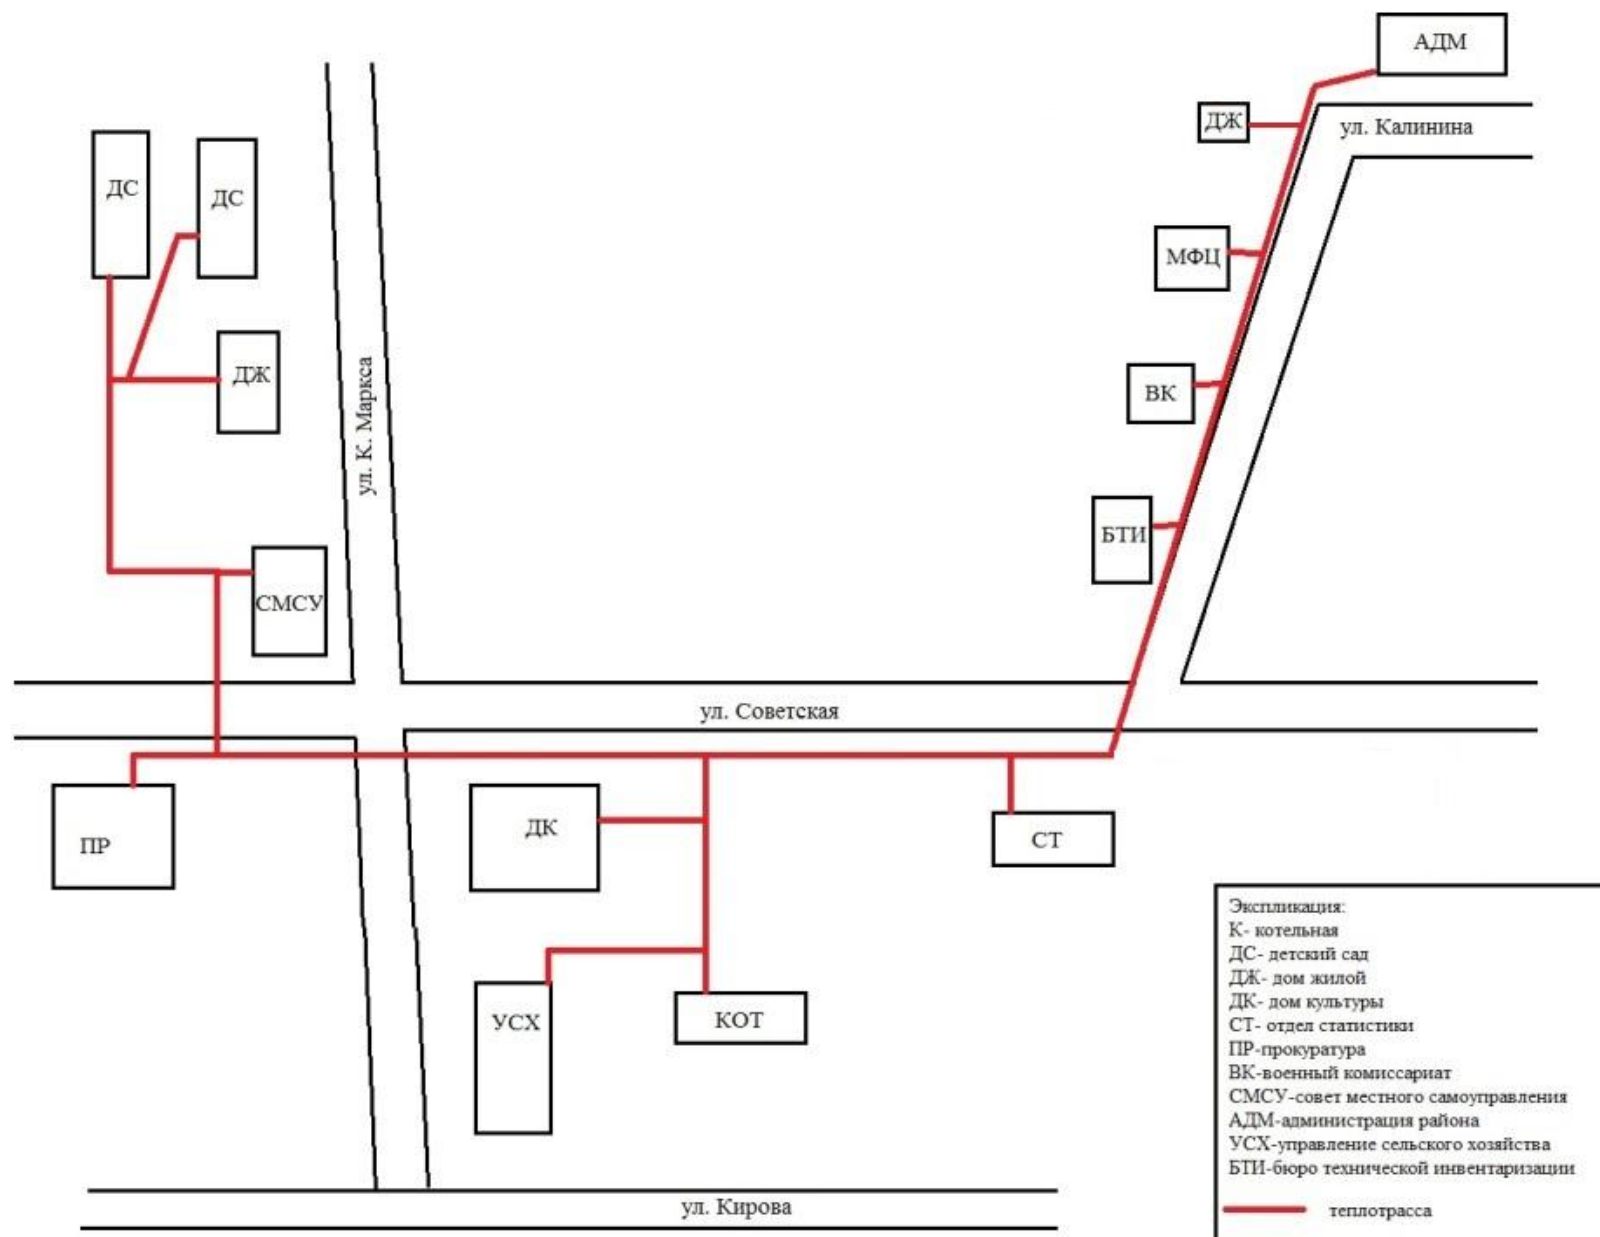 АДМ
ДЖ
ул. Калинина
ДС
ДС
МФЦ
ДЖ
ул. К. Маркса
ВК
БТИ
СМСУ
ул. Советская
ПР
ДК
СТ
УСХ
КОТ
Экспликация:
К- котельная
ДС- детский сад
ДЖ- дом жилой
ДК- дом культуры
СТ- отдел статистики
ПР-прокуратура
ВК-военный комиссариат
СМСУ-совет местного самоуправления
АДМ-администрация района
УСХ-управление сельского хозяйства
БТИ-бюро технической инвентаризации
теплотрасса
ул. Кирова